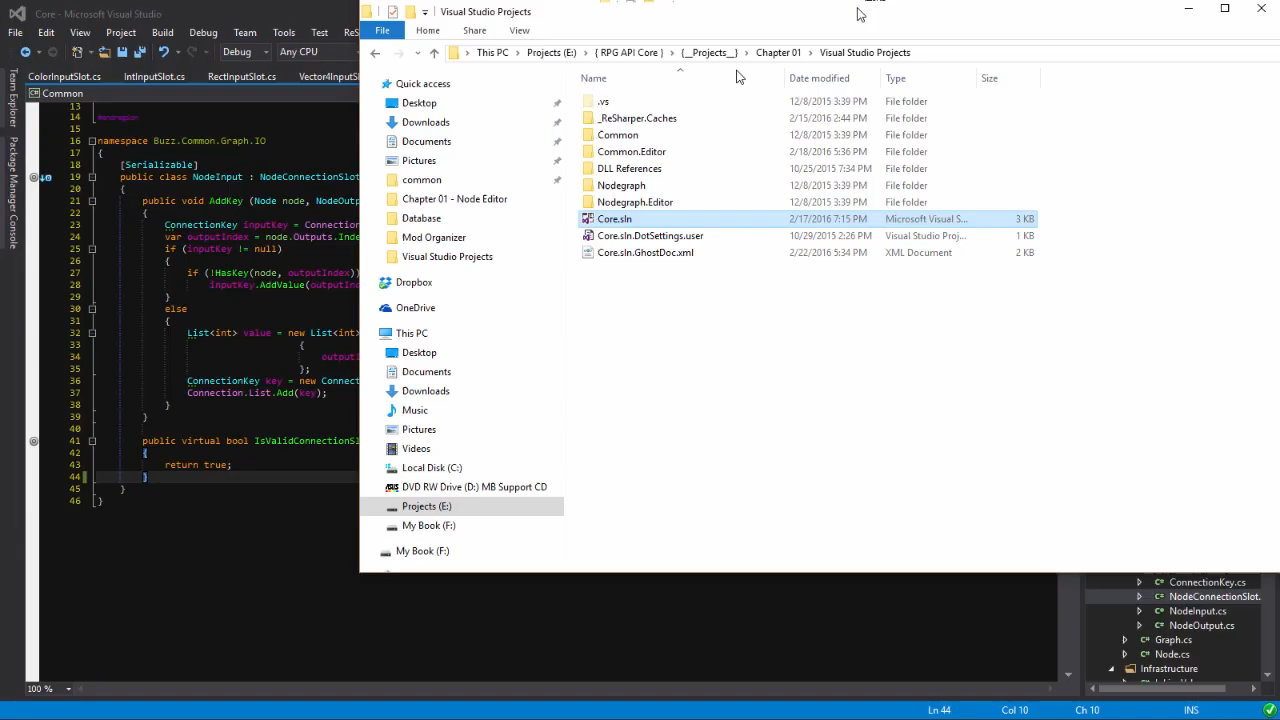 Core - Microsoft Visual Studio
File Edit View Project Build Debug Team Tools Test
Debug Any CPU
ColorInputSlot.cs IntInputSlot.cs RectInputSlot.cs Vector4InputSl
Common
Team Explorer
Package Manager Console
13
14 #endregion
15
16 namespace Buzz.Common.Graph.IO
17 {
18 [Serializable]
19 public class NodeInput : NodeConnectionSlot
20 {
21 public void AddKey (Node node, NodeOutp
22 {
23 ConnectionKey inputKey = Connection
24 var outputIndex = node.Outputs.Inde
25 if (inputKey != null)
26 {
27 if (!HasKey(node, outputIndex))
28 inputKey.AddValue(outputInd
29 }
30 else
31 {
32 List<int> value = new List<int>
33 {
34 outputI
35 };
36 ConnectionKey key = new Connect
37 Connection.List.Add(key);
38 }
39 }
40
41 public virtual bool IsValidConnectionSl
42 {
43 return true;
44 }
45 }
46 }
100 %
Visual Studio Projects
File Home Share View
This PC > Projects (E:) > { RPG API Core } > {__Projects__} > Chapter 01 > Visual Studio Projects
Quick access
Desktop
Downloads
Documents
Pictures
common
Chapter 01 - Node Editor
Database
Mod Organizer
Visual Studio Projects
Dropbox
OneDrive
This PC
Desktop
Documents
Downloads
Music
Pictures
Videos
Local Disk (C:)
DVD RW Drive (D:) MB Support CD
Projects (E:)
My Book (F:)
My Book (F:)
Name Date modified Type Size
.vs 12/8/2015 3:39 PM File folder
_ReSharper.Caches 2/15/2016 2:44 PM File folder
Common 12/8/2015 3:39 PM File folder
Common.Editor 2/18/2016 5:36 PM File folder
DLL References 10/25/2015 7:34 PM File folder
Nodegraph 12/8/2015 3:39 PM File folder
Nodegraph.Editor 12/8/2015 3:39 PM File folder
Core.sln 2/17/2016 7:15 PM Microsoft Visual S... 3 KB
Core.sln.DotSettings.user 10/29/2015 2:26 PM Visual Studio Proj... 1 KB
Core.sln.GhostDoc.xml 2/22/2016 5:34 PM XML Document 2 KB
ConnectionKey.cs
NodeConnectionSlot.
NodeInput.cs
NodeOutput.cs
Graph.cs
Node.cs
Infrastructure
Ln 44 Col 10 Ch 10 INS